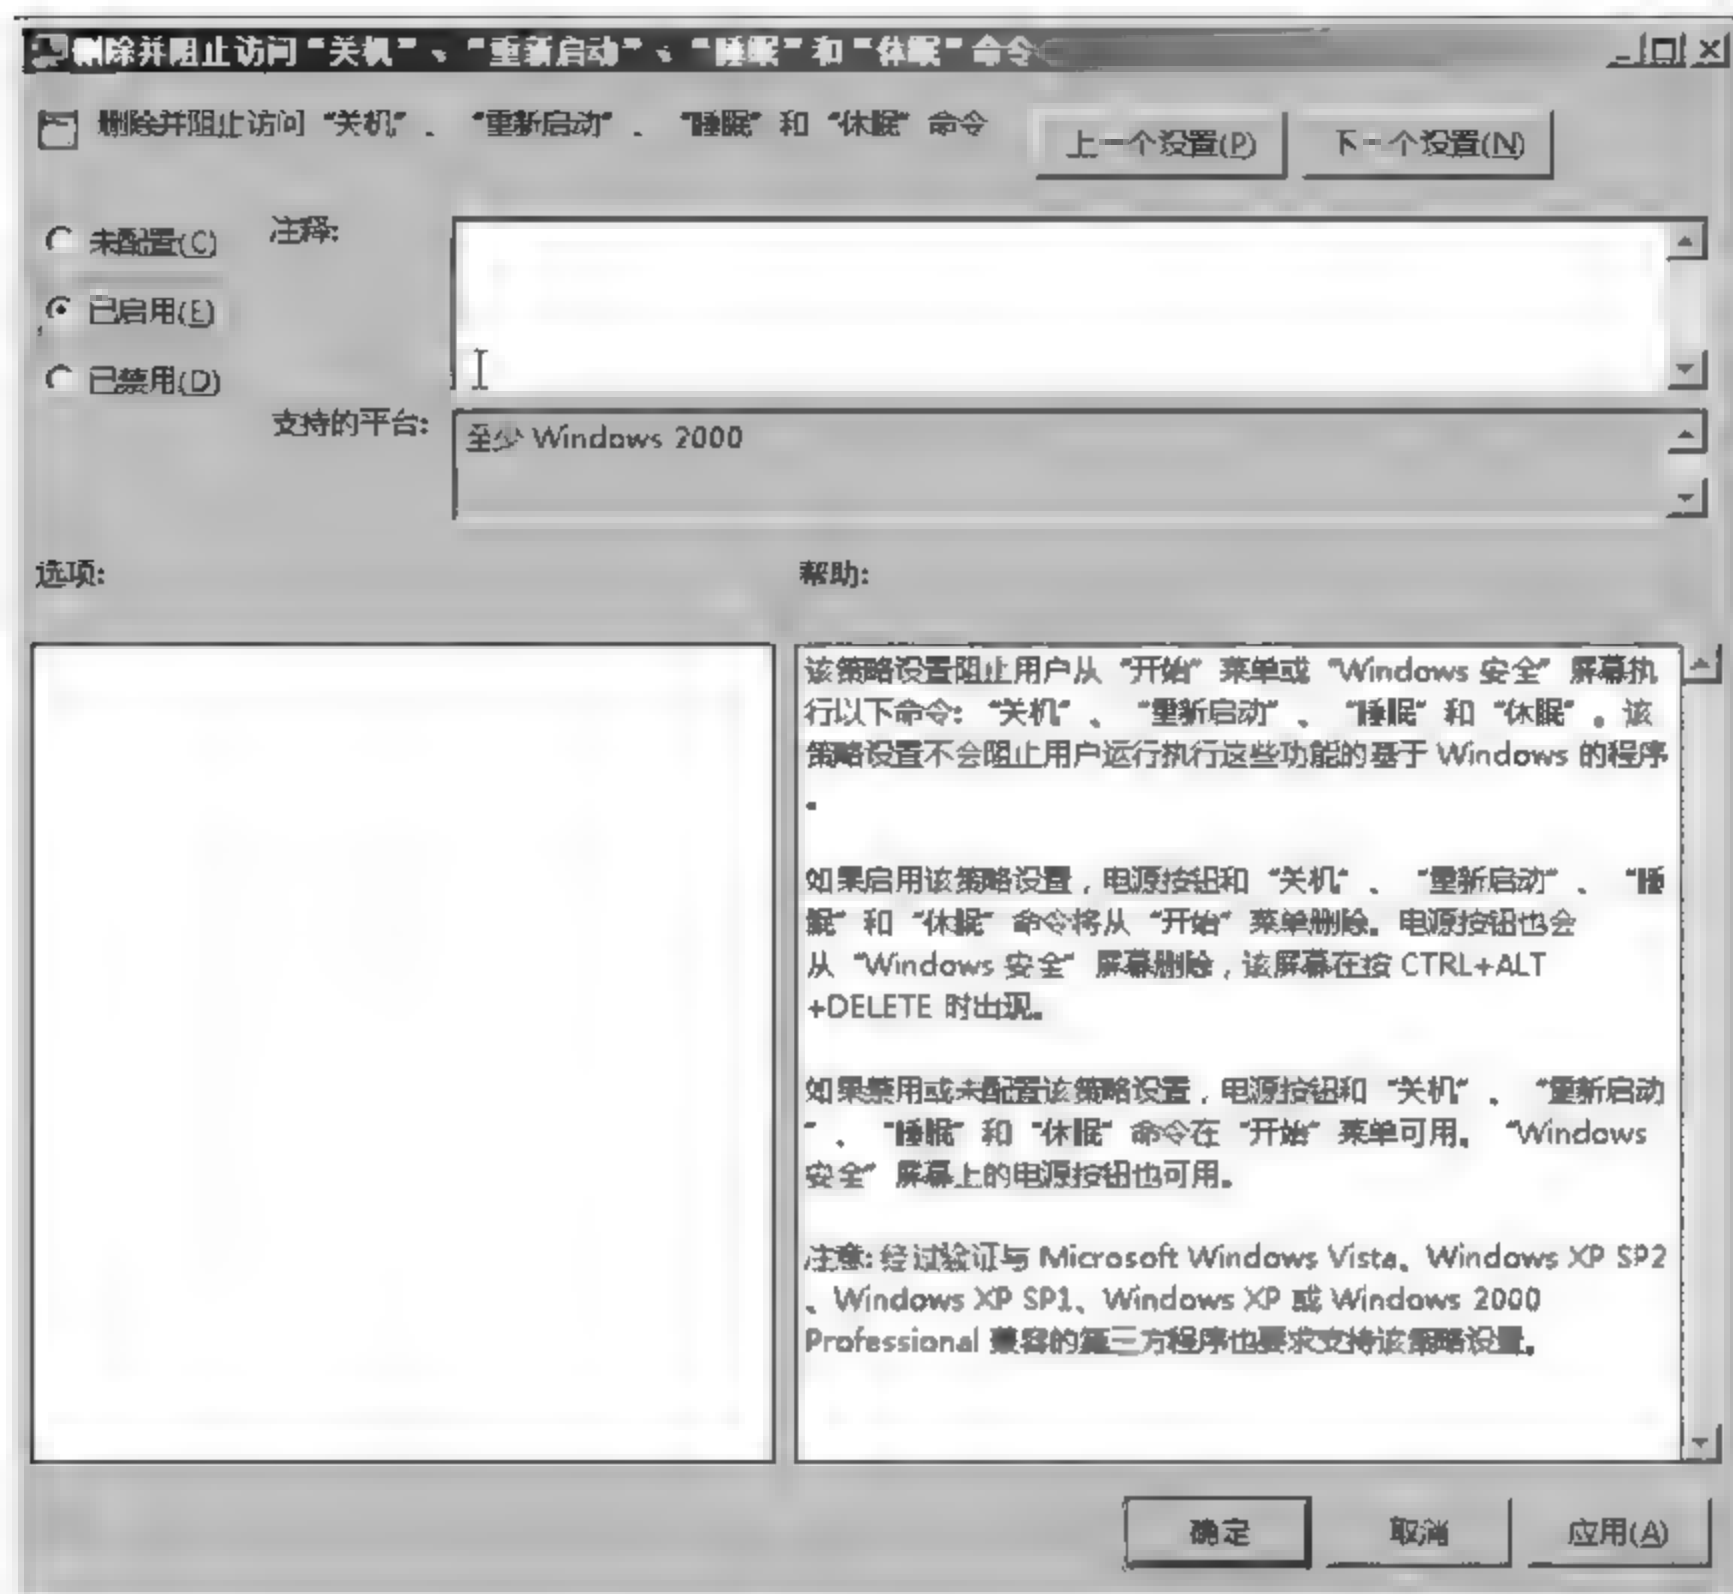 删除并阻止访问“关机”、“重新启动”、“睡眠”和“休眠”命令
删除并阻止访问“关机”、“重新启动”、“睡眠”和“休眠”命令
上一个设置(P)
下一个设置(N)
未配置(C)
注释:
已启用(E)
已禁用(D)
支持的平台:
至少 Windows 2000
选项:
帮助:
该策略设置阻止用户从“开始”菜单或“Windows 安全”屏幕执
行以下命令: “关机”、“重新启动”、“睡眠”和“休眠”。该
策略设置不会阻止用户运行执行这些功能的基于 Windows 的程序
。
如果启用该策略设置，电源按钮和“关机”、“重新启动”、“睡
眠”和“休眠”命令将从“开始”菜单删除。电源按钮也会
从“Windows 安全”屏幕删除，该屏幕在按 CTRL+ALT
+DELETE 时出现。
如果禁用或未配置该策略设置，电源按钮和“关机”、“重新启动
”、“睡眠”和“休眠”命令在“开始”菜单可用。“Windows
安全”屏幕上的电源按钮也可用。
注意: 经过验证与 Microsoft Windows Vista、Windows XP SP2
、Windows XP SP1、Windows XP 或 Windows 2000
Professional 兼容的第三方程序也要求支持该策略设置。
确定
取消
应用(A)